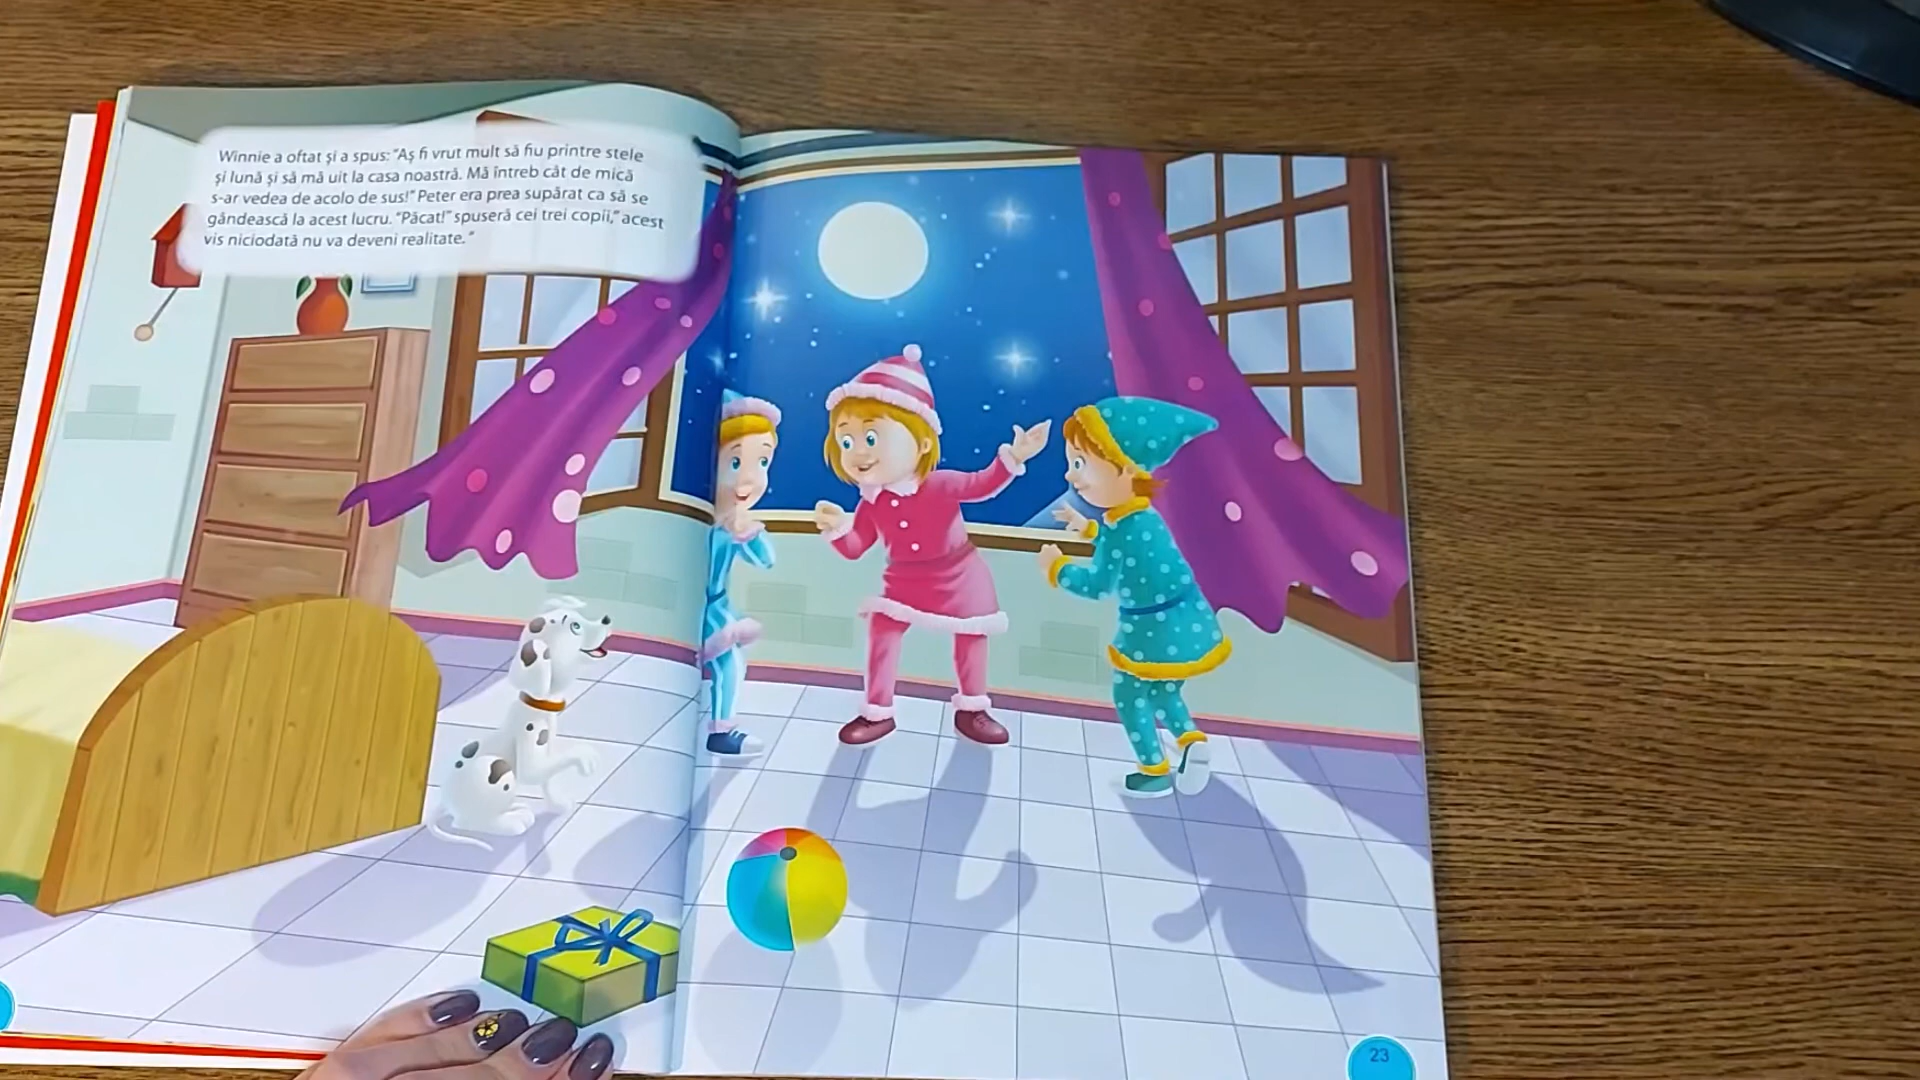 Winnie a oftat și a spus: "Aș fi vrut mult să fiu printre stele
și lună și să mă uit la casa noastră. Mă întreb cât de mică
s-ar vedea de acolo de sus!" Peter era prea supărat ca să se
gândească la acest lucru. "Păcat!" spuseră cei trei copii," acest
vis niciodată nu va deveni realitate."
23